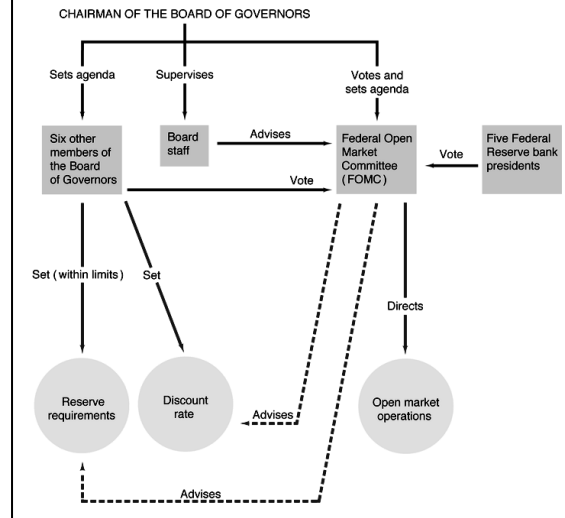 CHAIRMAN OF THE BOARD OF GOVERNORS
Sets agenda
Supervises
Votes and
sets agenda
Six other
members of
the Board
of Governors
Board
staff
Advises
Federal Open
Market
Committee
(FOMC)
Vote
Five Federal
Reserve bank
presidents
Vote
Set (within limits)
Set
Directs
Reserve
requirements
Discount
rate
Advises
Open market
operations
Advises